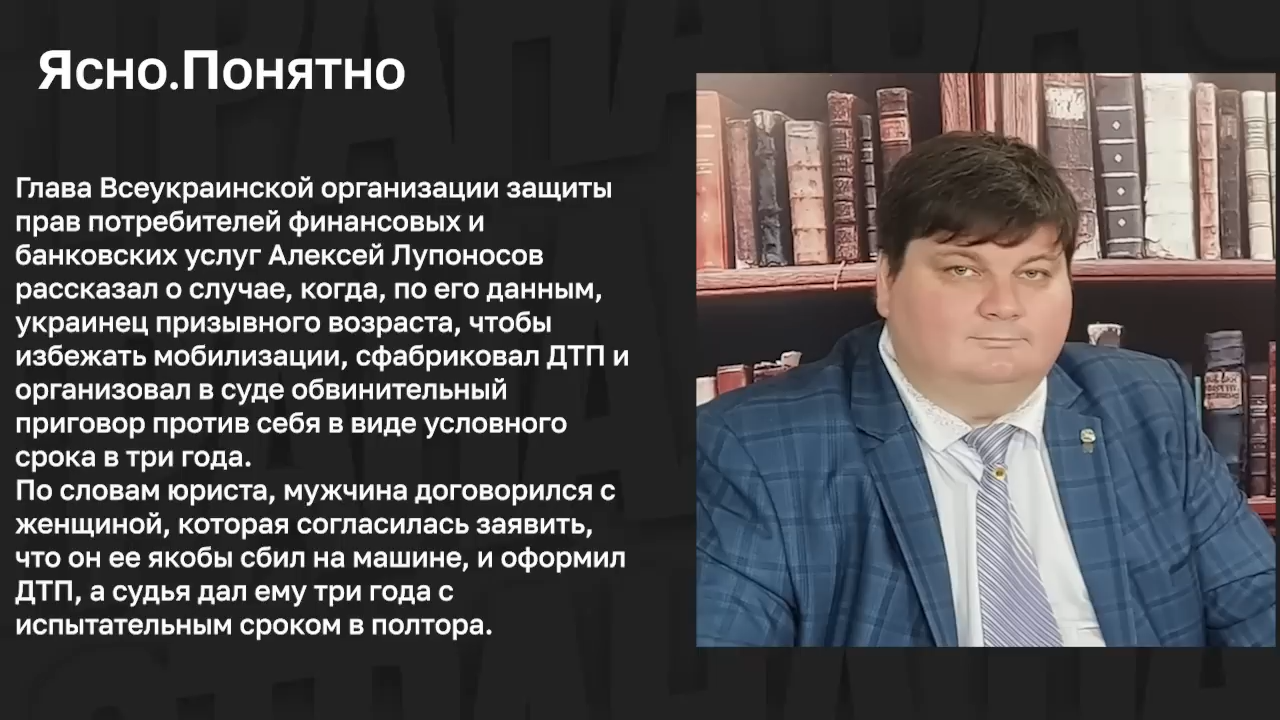 Ясно.Понятно
Глава Всеукраинской организации защиты
прав потребителей финансовых и
банковских услуг Алексей Лупоносов
рассказал о случае, когда, по его данным,
украинец призывного возраста, чтобы
избежать мобилизации, сфабриковал ДТП и
организовал в суде обвинительный
приговор против себя в виде условного
срока в три года.
По словам юриста, мужчина договорился с
женщиной, которая согласилась заявить,
что он ее якобы сбил на машине, и оформил
ДТП, а судья дал ему три года с
испытательным сроком в полтора.